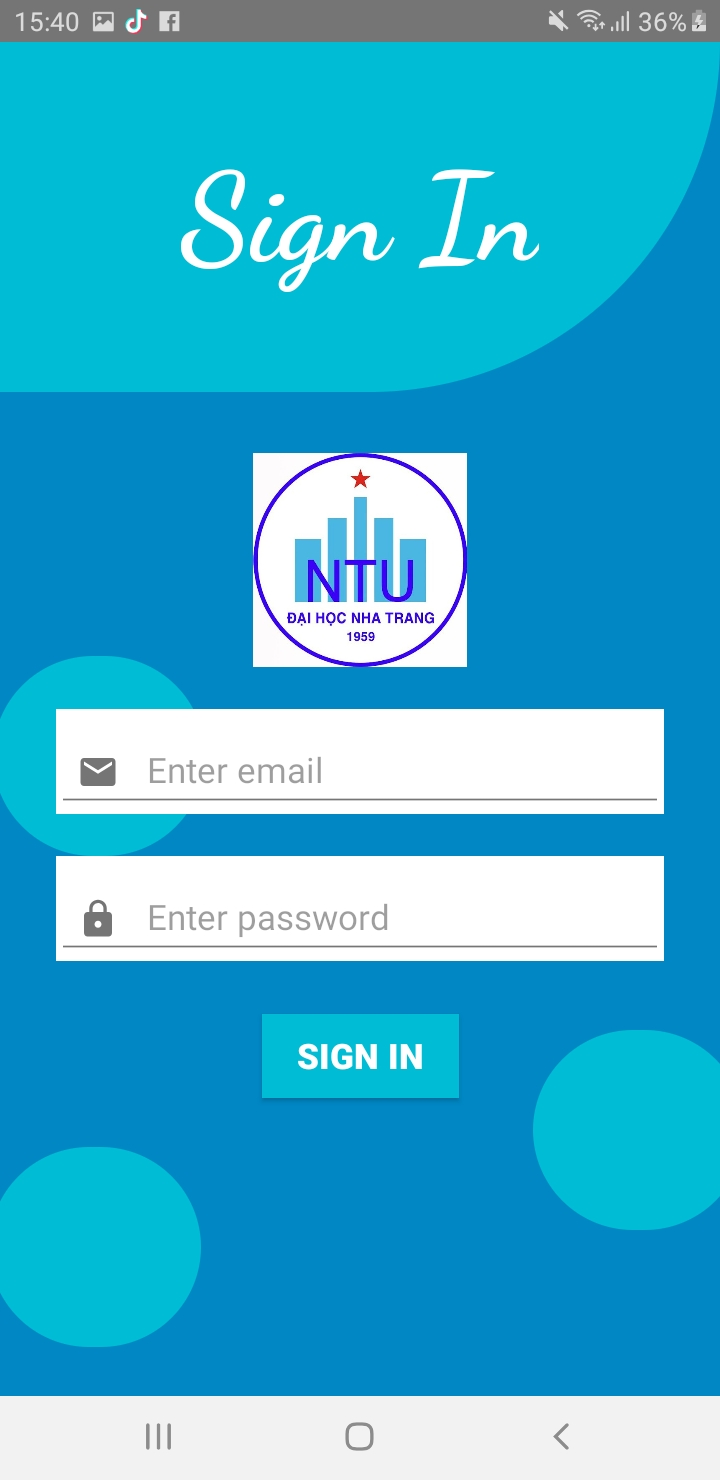 15:40
36%
Sign In
NTU
ĐẠI HỌC NHA TRANG
1959
Enter email
Enter password
SIGN IN